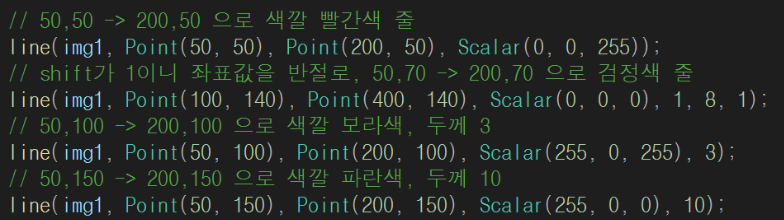 // 50,50 -> 200,50 으로 색깔 빨간색 줄
line(img1, Point(50, 50), Point(200, 50), Scalar(0, 0, 255));
// shift가 1이니 좌표값을 반절로, 50,70 -> 200,70 으로 검정색 줄
line(img1, Point(100, 140), Point(400, 140), Scalar(0, 0, 0), 1, 8, 1);
// 50,100 -> 200,100 으로 색깔 보라색, 두께 3
line(img1, Point(50, 100), Point(200, 100), Scalar(255, 0, 255), 3);
// 50,150 -> 200,150 으로 색깔 파란색, 두께 10
line(img1, Point(50, 150), Point(200, 150), Scalar(255, 0, 0), 10);